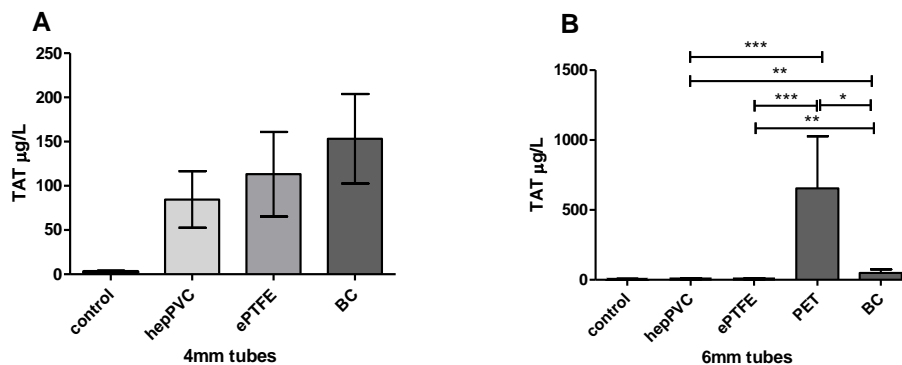 A
TAT µg/L
250
200
150
100
50
0
control
hepPVC
ePTFE
BC
4mm tubes
B
TAT µg/L
1500
1000
500
0
***
**
***
*
**
control
hepPVC
ePTFE
PET
BC
6mm tubes